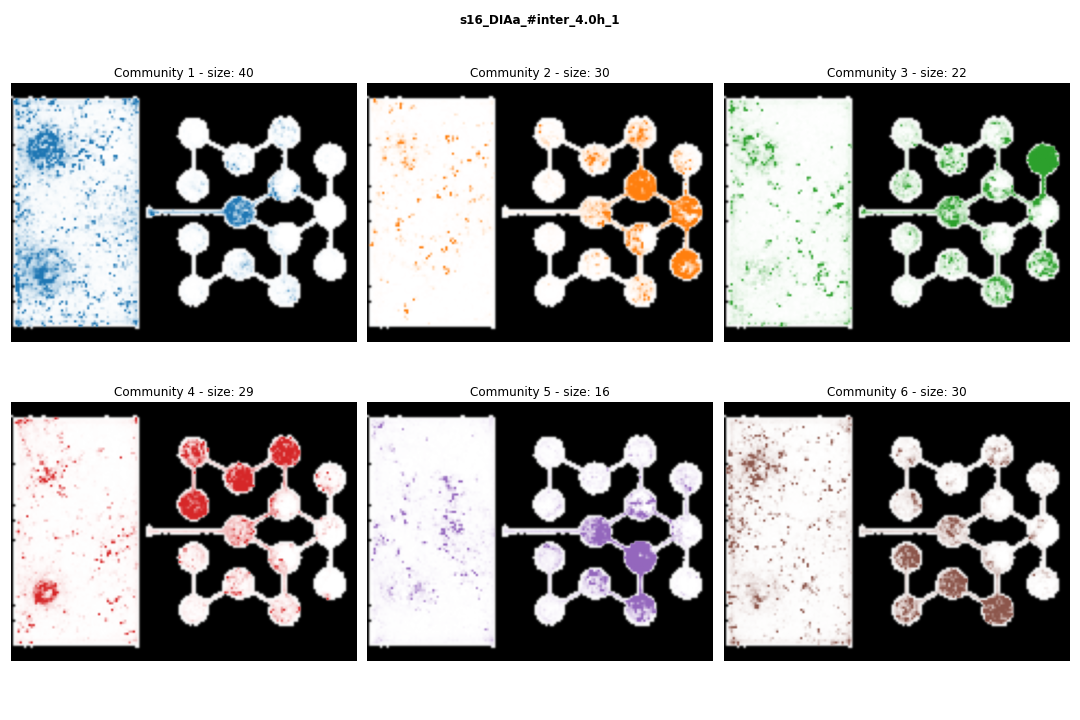 s16_DIAa_#inter_4.0h_1
Community 1 - size: 40
Community 2 - size: 30
Community 3 - size: 22
Community 4 - size: 29
Community 5 - size: 16
Community 6 - size: 30